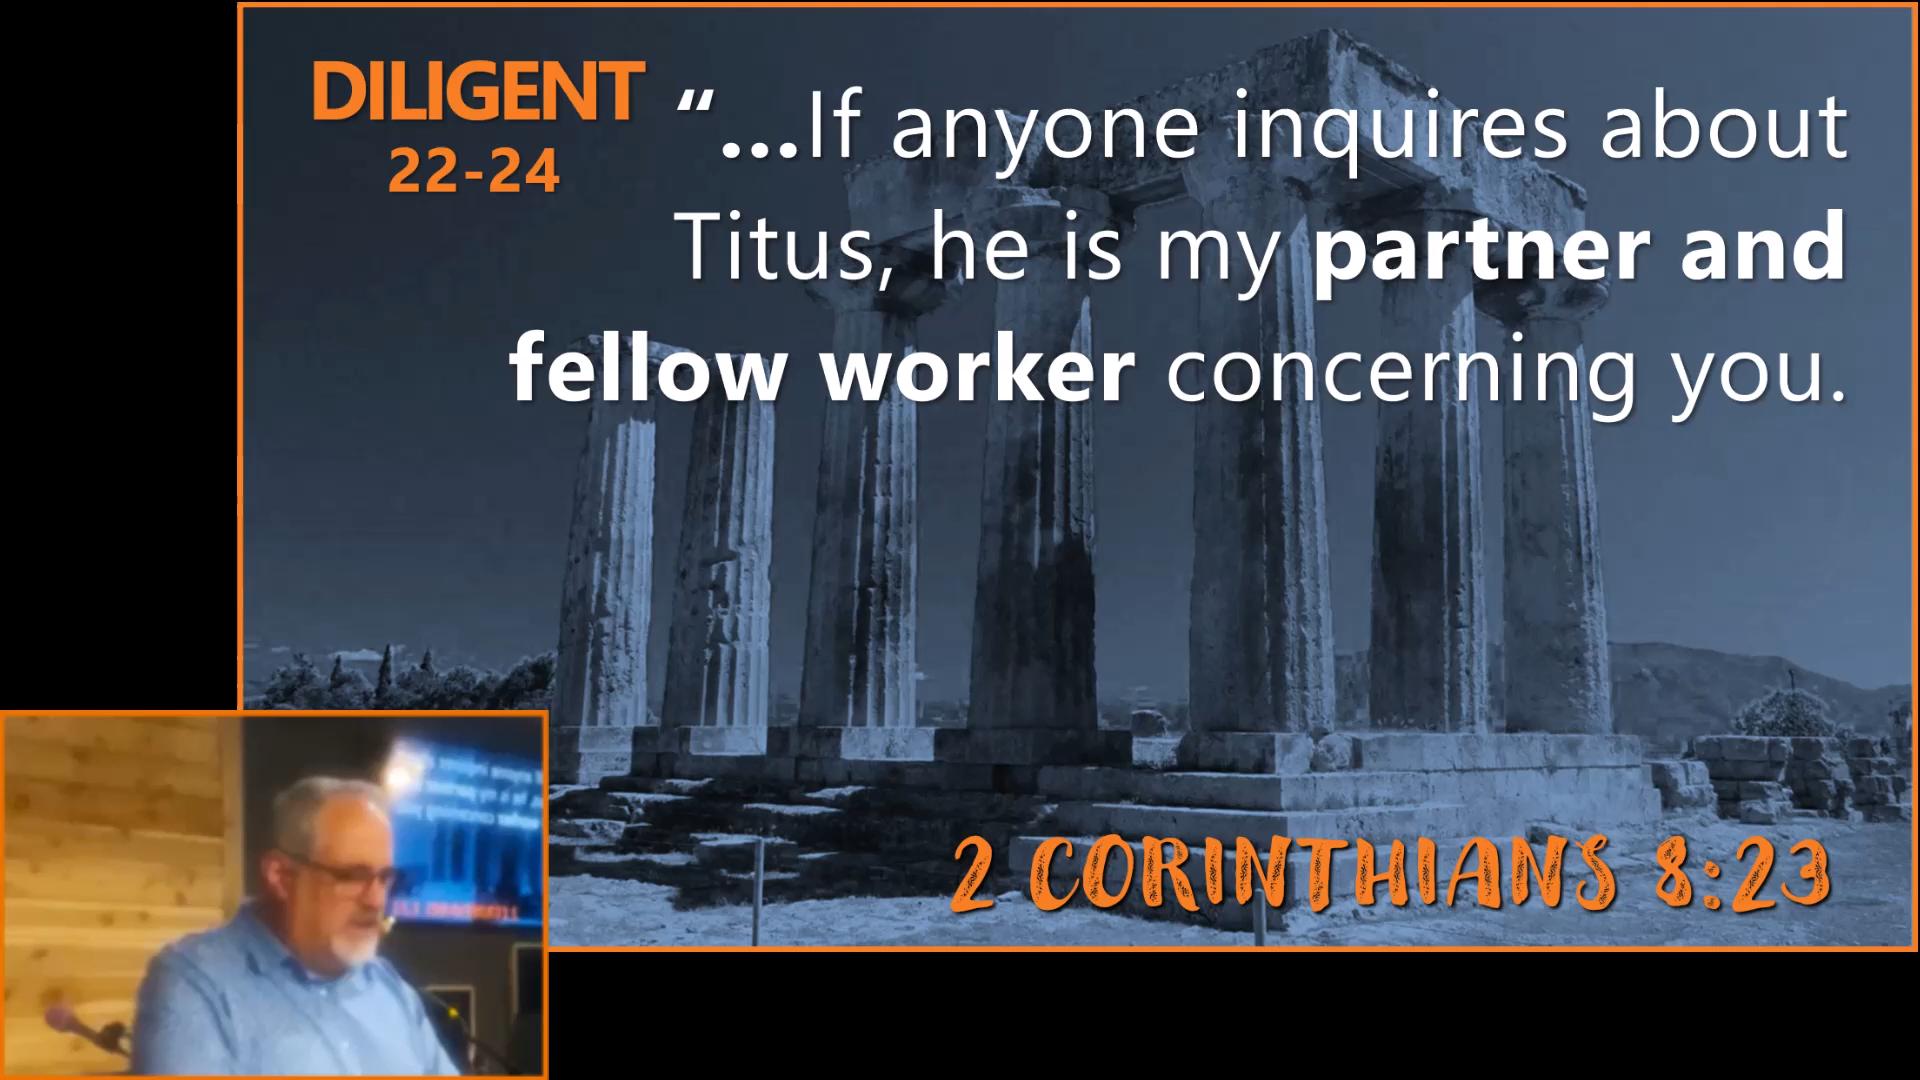 DILIGENT
22-24
“...If anyone inquires about
Titus, he is my partner and
fellow worker concerning you.
2 CORINTHIANS 8:23